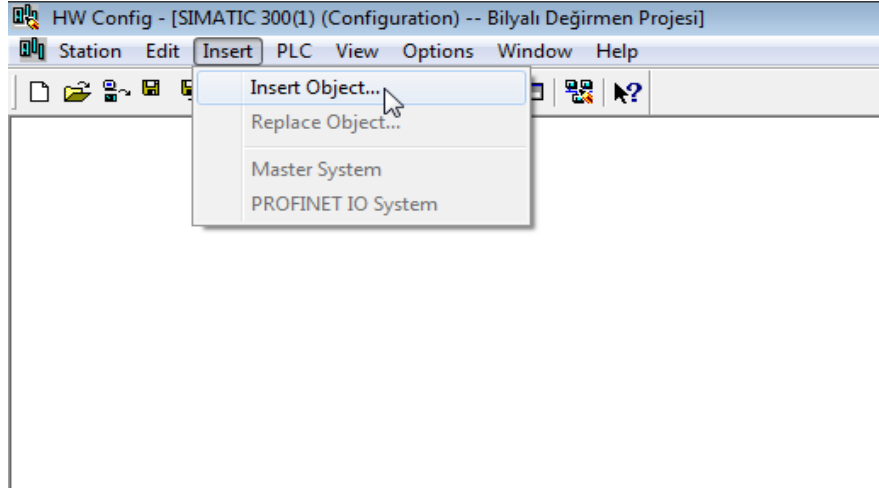 HW Config - [SIMATIC 300(1) (Configuration) -- Bilyalı Değirmen Projesi]
Station Edit Insert PLC View Options Window Help
Insert Object...
Replace Object...
Master System
PROFINET IO System